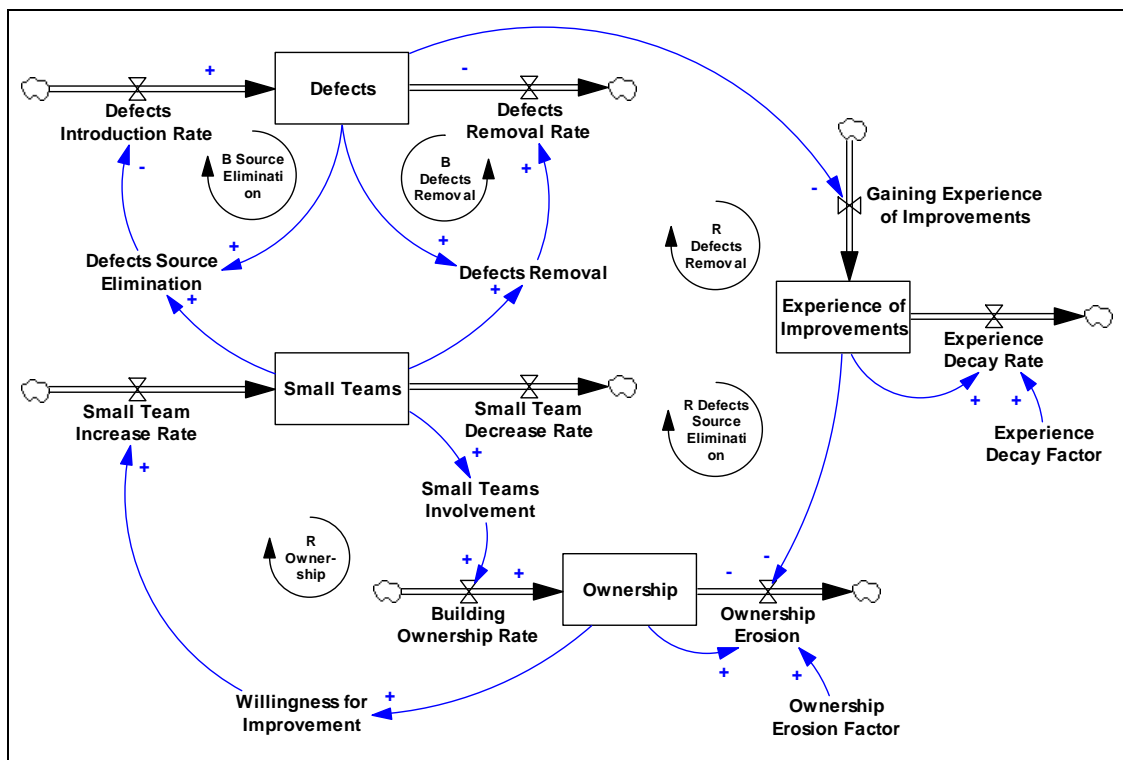 +
Defects
-
Defects
Introduction Rate
Defects
Removal Rate
B Source
Eliminati
on
B
Defects
Removal
-
+
-
Gaining Experience
of Improvements
R
Defects
Removal
+
+
Defects Source
Elimination
Defects Removal
+
+
Experience of
Improvements
Experience
Decay Rate
Small Teams
Small Team
Increase Rate
Small Team
Decrease Rate
R Defects
Source
Eliminati
on
+
+
Experience
Decay Factor
+
+
Small Teams
Involvement
R
Owner-
ship
+
+
Ownership
-
-
Building
Ownership Rate
Ownership
Erosion
+
+
+
Willingness for
Improvement
Ownership
Erosion Factor